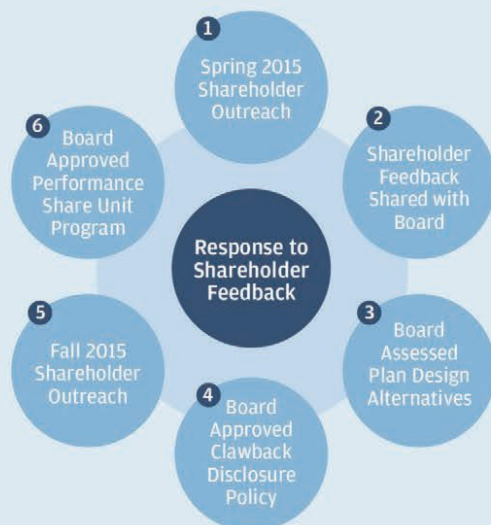 1
Spring 2015
Shareholder
Outreach
2
Shareholder
Feedback
Shared with
Board
3
Board
Assessed
Plan Design
Alternatives
4
Board
Approved
Clawback
Disclosure
Policy
5
Fall 2015
Shareholder
Outreach
6
Board
Approved
Performance
Share Unit
Program
Response to
Shareholder
Feedback